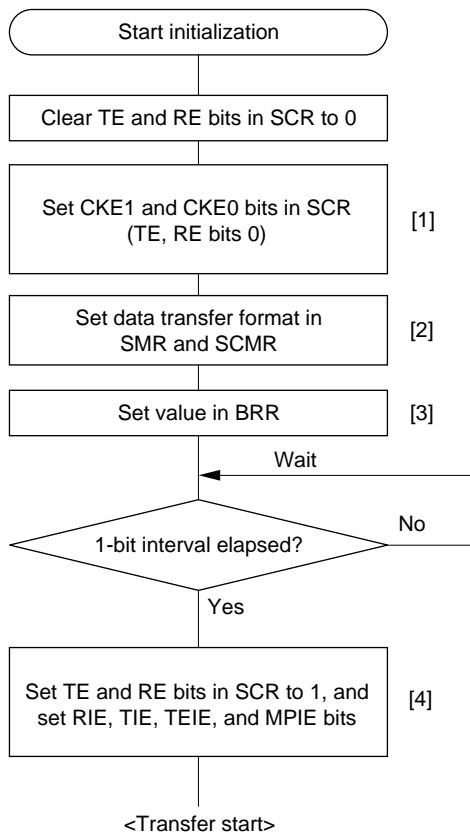 Start initialization
Clear TE and RE bits in SCR to 0
Set CKE1 and CKE0 bits in SCR
(TE, RE bits 0)
[1]
Set data transfer format in
SMR and SCMR
[2]
Set value in BRR
[3]
Wait
1-bit interval elapsed?
No
Yes
Set TE and RE bits in SCR to 1, and
set RIE, TIE, TEIE, and MPIE bits
[4]
<Transfer start>